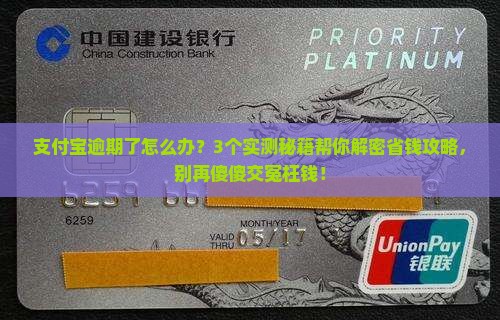 中国建设银行
China Construction Bank
PRIORITY
PLATINUM
支付宝逾期了怎么办？3个实测秘籍帮你解密省钱攻略，
别再傻傻交冤枉钱！
6259
6259
MONTH/YEAR
VALID
THRU
05/17
UnionPay
银联